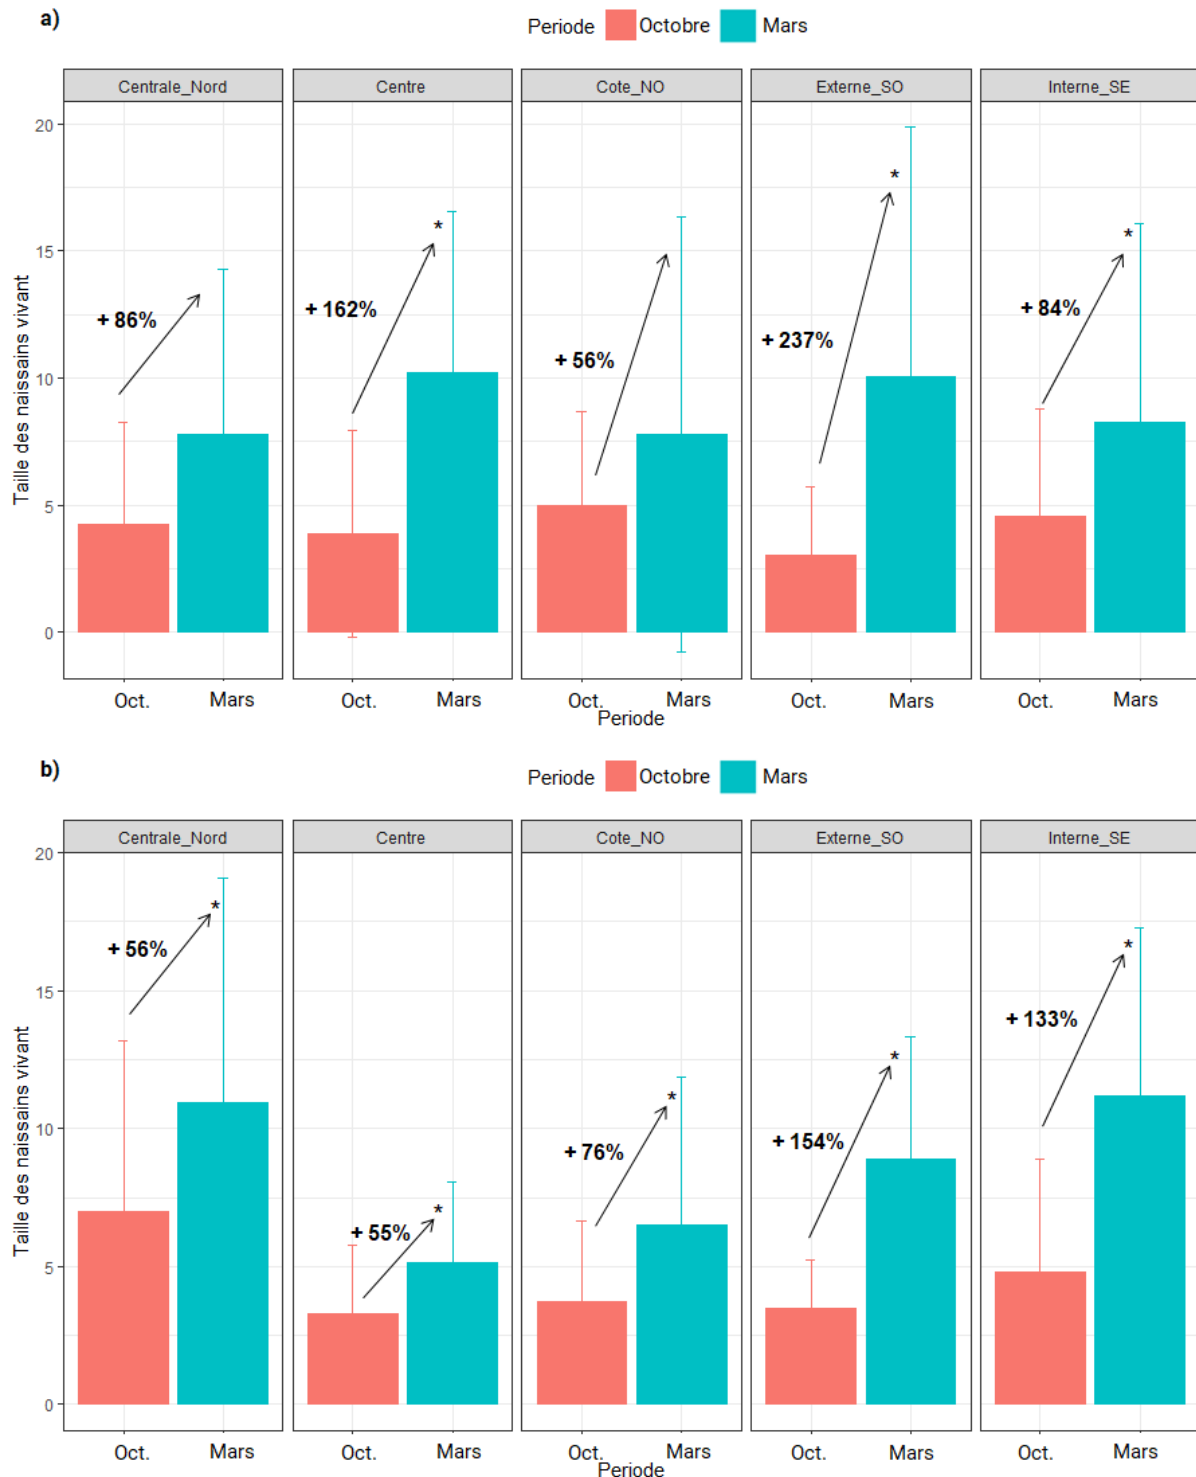 a)
Periode Octobre Mars
Centrale_Nord Centre Cote_NO Externe_SO Interne_SE
20
15
10
5
0
Taille des naissains vivant
+ 86%
+ 162%
*
+ 56%
+ 237%
*
+ 84%
*
Oct. Mars Oct. Mars Oct. Mars Oct. Mars Oct. Mars
Periode
b)
Periode Octobre Mars
Centrale_Nord Centre Cote_NO Externe_SO Interne_SE
20
15
10
5
0
Taille des naissains vivant
+ 56%
*
+ 55%
*
+ 76%
*
+ 154%
*
+ 133%
*
Oct. Mars Oct. Mars Oct. Mars Oct. Mars Oct. Mars
Periode